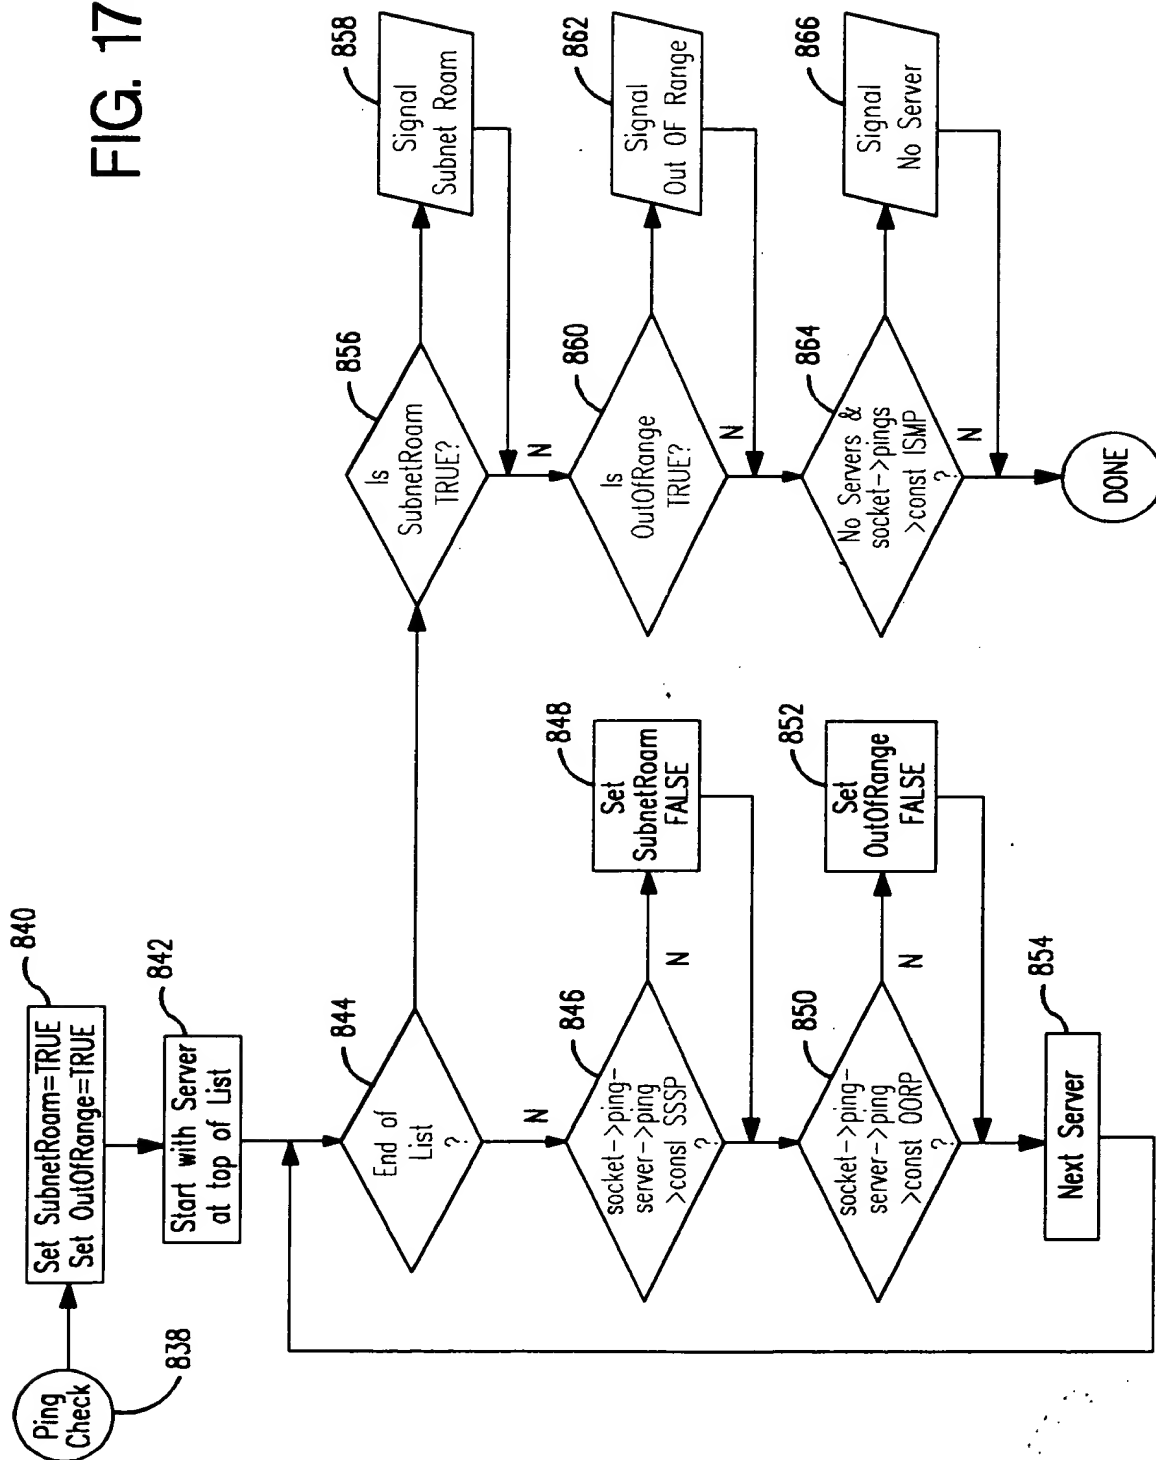 FIG. 17
Ping
Check
838
Set SubnetRoam=TRUE
Set OutOfRange=TRUE
840
Start with Server
at top of List
842
End of
List
?
844
N
socket->ping-
server->ping
>const SSSP
?
846
N
Set
SubnetRoam
FALSE
848
socket->ping-
server->ping
>const OORP
?
850
N
Set
OutOfRange
FALSE
852
Next Server
854
Is
SubnetRoam
TRUE?
856
N
Signal
Subnet Roam
858
Is
OutOfRange
TRUE?
860
N
Signal
Out OF Range
862
No Servers &
socket->pings
>const ISMP
?
864
N
Signal
No Server
866
DONE